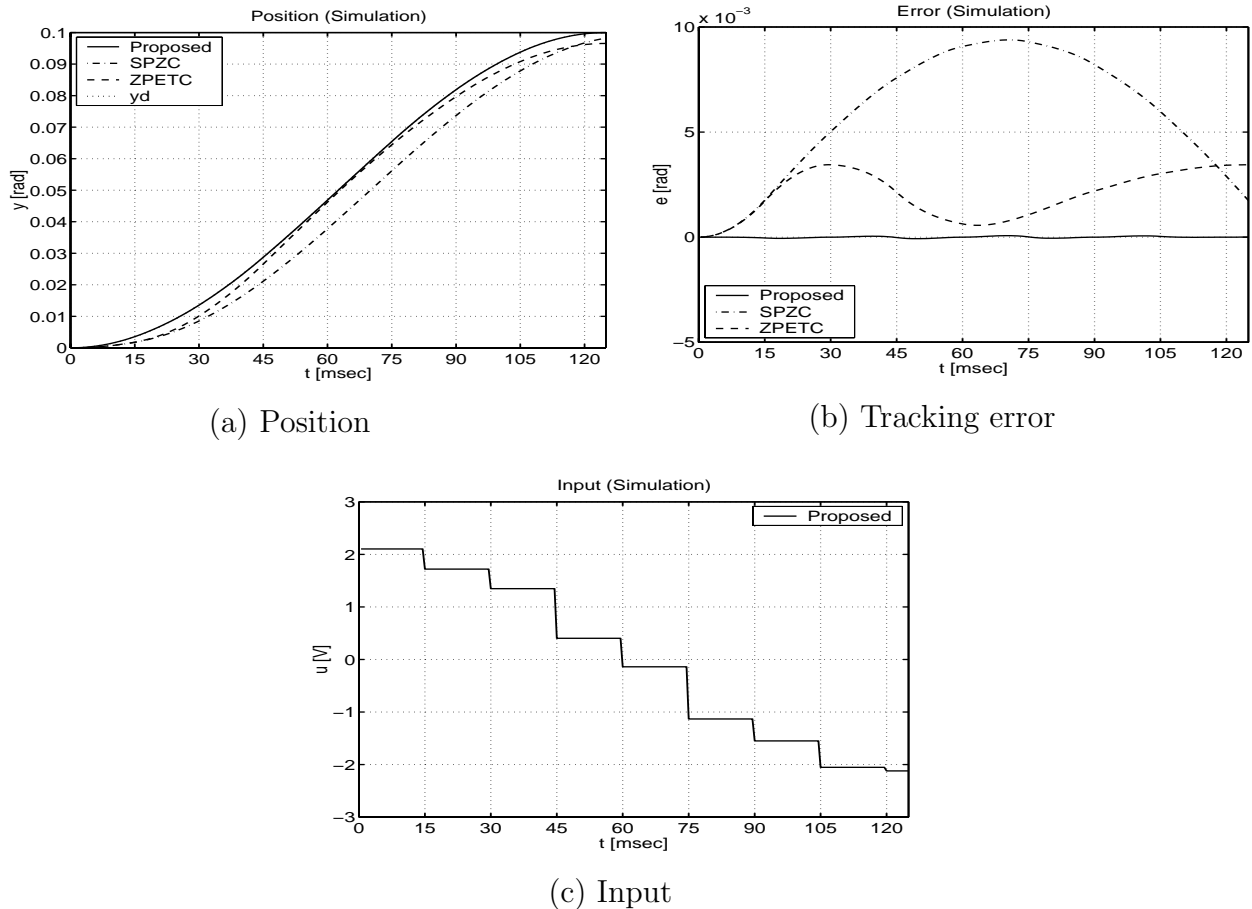 Position (Simulation)
0.1
0.09
0.08
0.07
0.06
0.05
0.04
0.03
0.02
0.01
0
y [rad]
Proposed
SPZC
ZPETC
yd
0 15 30 45 60 75 90 105 120
t [msec]
(a) Position
Error (Simulation)
x 10−3
10
5
0
−5
e [rad]
Proposed
SPZC
ZPETC
0 15 30 45 60 75 90 105 120
t [msec]
(b) Tracking error
Input (Simulation)
3
2
1
0
−1
−2
−3
u [V]
Proposed
0 15 30 45 60 75 90 105 120
t [msec]
(c) Input